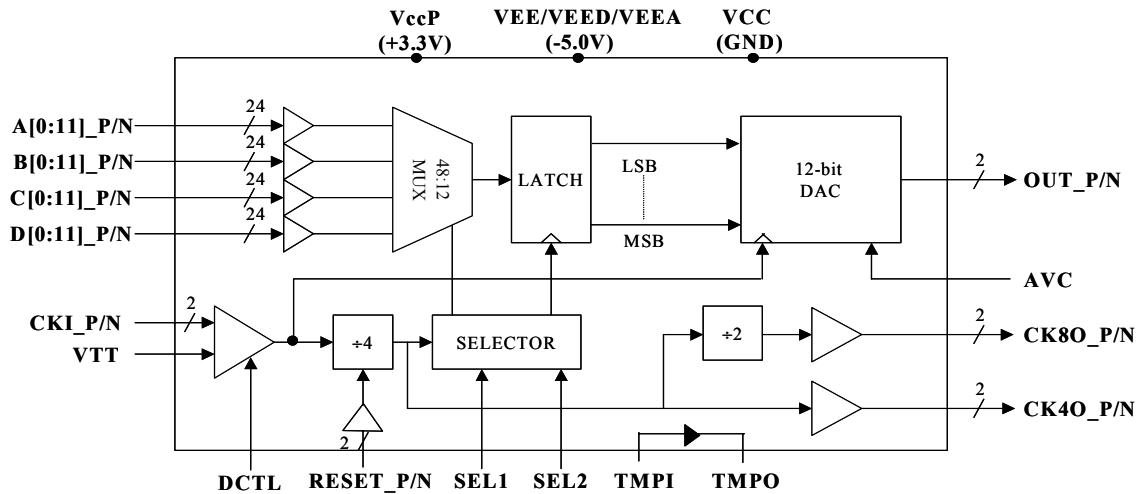 VccP
(+3.3V)
VEE/VEED/VEEA
(-5.0V)
VCC
(GND)
A[0:11]_P/N
24
B[0:11]_P/N
24
C[0:11]_P/N
24
D[0:11]_P/N
24
48:12
MUX
LATCH
LSB
MSB
12-bit
DAC
2
OUT_P/N
AVC
CKI_P/N
2
VTT
÷4
SELECTOR
÷2
2
CK8O_P/N
2
CK4O_P/N
2
DCTL
RESET_P/N
SEL1
SEL2
TMPI
TMPO